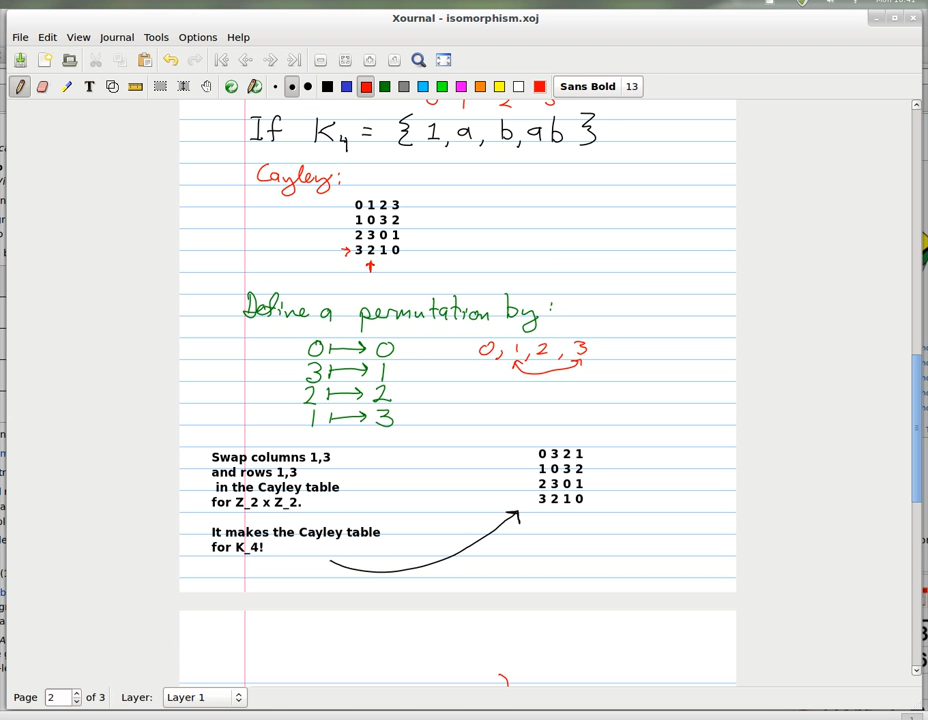 Xournal - isomorphism.xoj
File Edit View Journal Tools Options Help
Sans Bold 13
0 1 2 3
If K4 = { 1, a, b, ab }
Cayley:
0 1 2 3
1 0 3 2
2 3 0 1
3 2 1 0
Define a permutation by:
0 ↦ 0
3 ↦ 1
2 ↦ 2
1 ↦ 3
0, 1, 2, 3
Swap columns 1,3
and rows 1,3
in the Cayley table
for Z_2 x Z_2.
It makes the Cayley table
for K_4!
0 3 2 1
1 0 3 2
2 3 0 1
3 2 1 0
Page 2 of 3 Layer: Layer 1